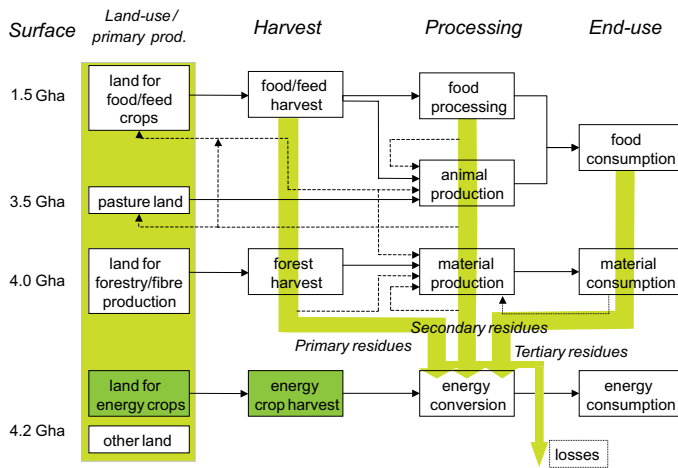 Surface
Land-use /
primary prod.
Harvest
Processing
End-use
1.5 Gha
land for
food/feed
crops
food/feed
harvest
food
processing
food
consumption
animal
production
3.5 Gha
pasture land
4.0 Gha
land for
forestry/fibre
production
forest
harvest
material
production
material
consumption
Primary residues
Secondary residues
Tertiary residues
land for
energy crops
energy
crop harvest
energy
conversion
energy
consumption
4.2 Gha
other land
losses